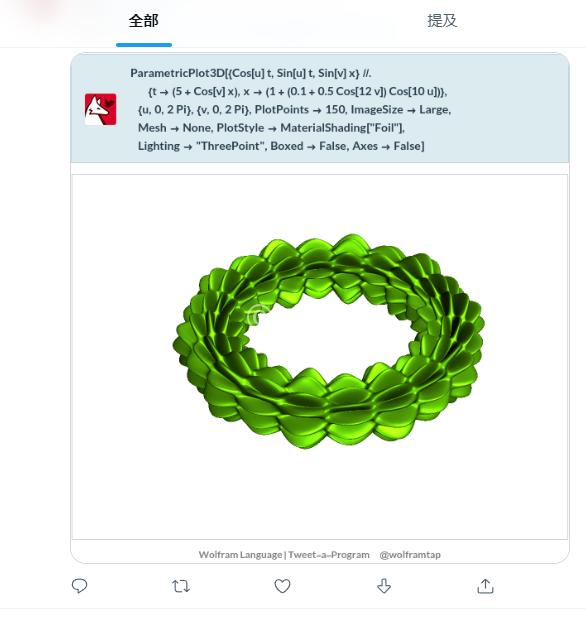 全部 提及
ParametricPlot3D[{Cos[u] t, Sin[u] t, Sin[v] x} //.
{t → (5 + Cos[v] x), x → (1 + (0.1 + 0.5 Cos[12 v]) Cos[10 u])},
{u, 0, 2 Pi}, {v, 0, 2 Pi}, PlotPoints → 150, ImageSize → Large,
Mesh → None, PlotStyle → MaterialShading["Foil"],
Lighting → "ThreePoint", Boxed → False, Axes → False]
Wolfram Language | Tweet-a-Program @wolframtap